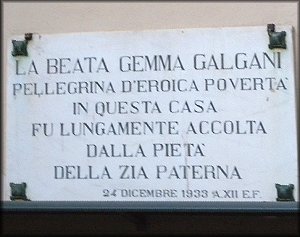 LA BEATA GEMMA GALGANI
PELLEGRINA D'EROICA POVERTA'
IN QUESTA CASA
FU LUNGAMENTE ACCOLTA
DALLA PIETA'
DELLA ZIA PATERNA
24 DICEMBRE 1933 A.XII E.F.